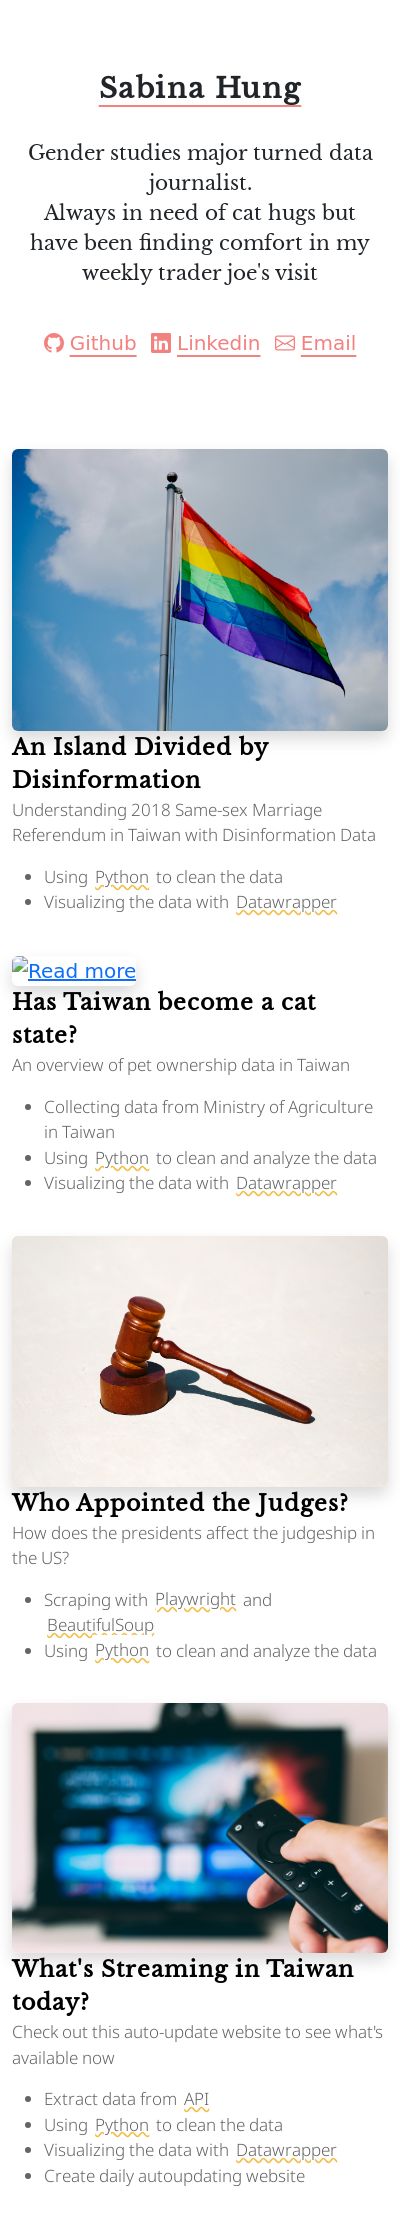 Sabina Hung
Gender studies major turned data
journalist.
Always in need of cat hugs but
have been finding comfort in my
weekly trader joe's visit
Github Linkedin Email
An Island Divided by
Disinformation
Understanding 2018 Same-sex Marriage
Referendum in Taiwan with Disinformation Data
• Using Python to clean the data
• Visualizing the data with Datawrapper
Read more
Has Taiwan become a cat
state?
An overview of pet ownership data in Taiwan
• Collecting data from Ministry of Agriculture
in Taiwan
• Using Python to clean and analyze the data
• Visualizing the data with Datawrapper
Who Appointed the Judges?
How does the presidents affect the judgeship in
the US?
• Scraping with Playwright and
BeautifulSoup
• Using Python to clean and analyze the data
What's Streaming in Taiwan
today?
Check out this auto-update website to see what's
available now
• Extract data from API
• Using Python to clean the data
• Visualizing the data with Datawrapper
• Create daily autoupdating website